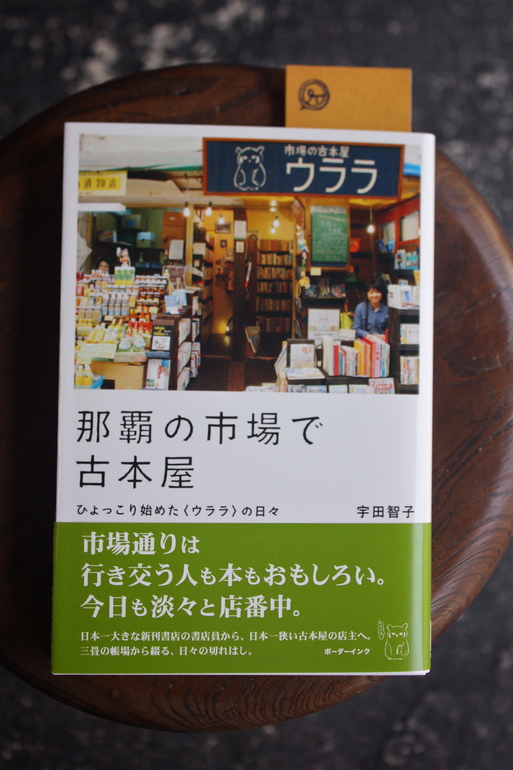 市場の古本屋
ウララ
漬物店
那覇の市場で
古本屋
ひょっこり始めた〈ウララ〉の日々
宇田智子
市場通りは
行き交う人も本もおもしろい。
今日も淡々と店番中。
日本一大きな新刊書店の書店員から、日本一狭い古本屋の店主へ。
三畳の帳場から綴る、日々の切れはし。
ボーダーインク